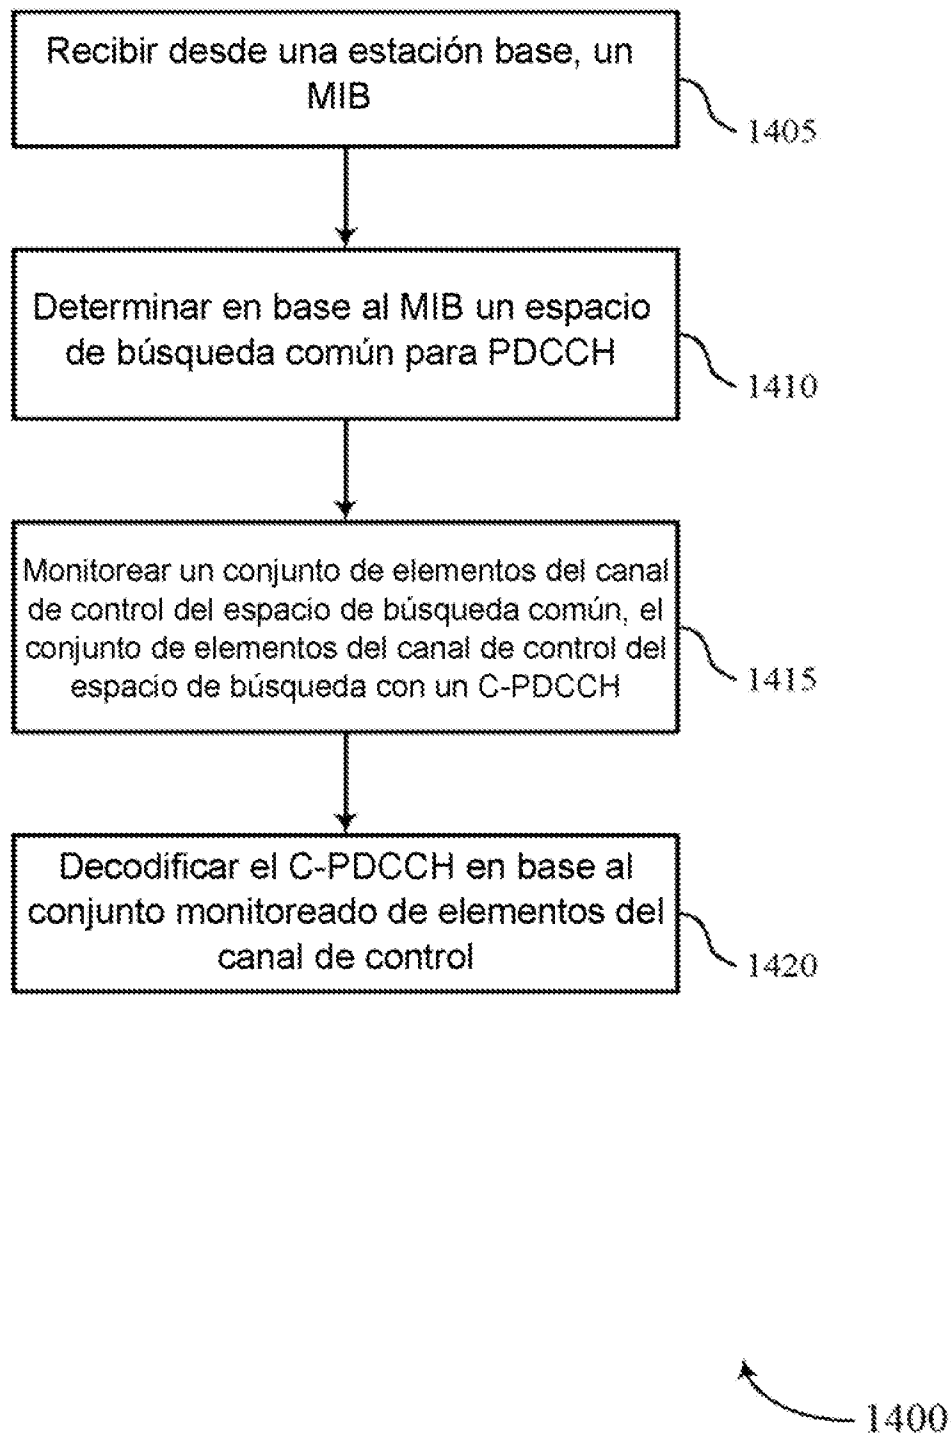 Recibir desde una estación base, un
MIB
1405
Determinar en base al MIB un espacio
de búsqueda común para PDCCH
1410
Monitorear un conjunto de elementos del canal
de control del espacio de búsqueda común, el
conjunto de elementos del canal de control del
espacio de búsqueda con un C-PDCCH
1415
Decodificar el C-PDCCH en base al
conjunto monitoreado de elementos del
canal de control
1420
1400